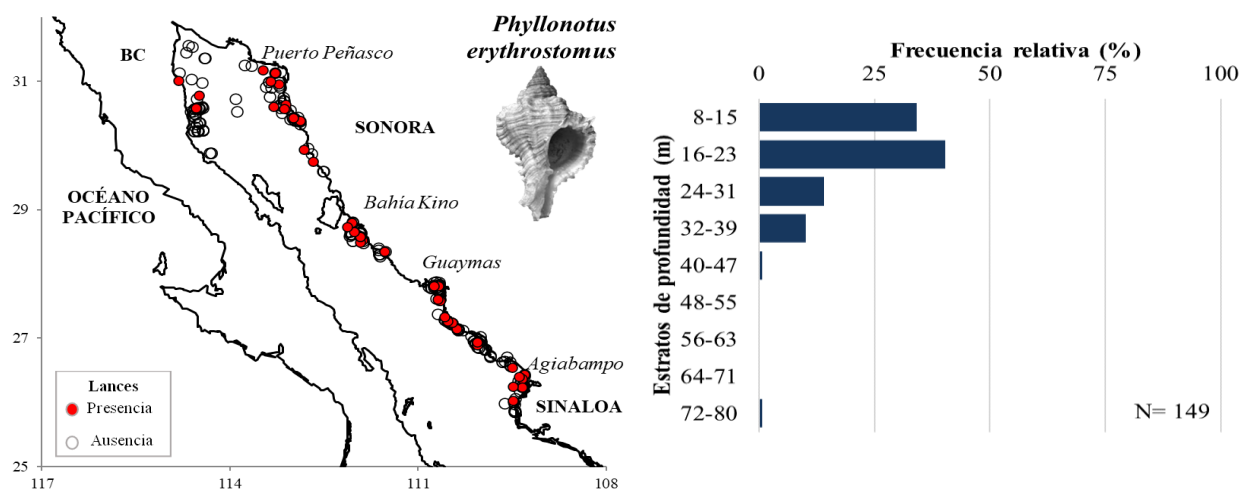 Phyllonotus
erythrostomus
BC
Puerto Peñasco
SONORA
OCÉANO
PACÍFICO
Bahía Kino
Guaymas
Agiabampo
SINALOA
Lances
Presencia
Ausencia
31
29
27
25
117 114 111 108
Frecuencia relativa (%)
0 25 50 75 100
Estratos de profundidad (m)
8-15
16-23
24-31
32-39
40-47
48-55
56-63
64-71
72-80
N= 149